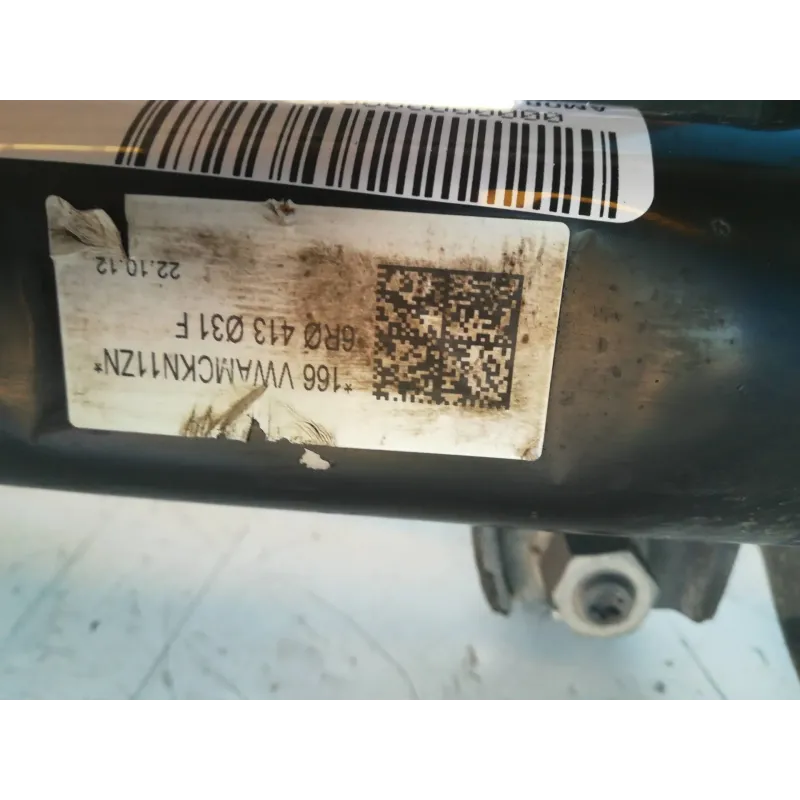 *166 VWAMCKN11ZN*
6RØ 413 Ø31 F
22.10.12